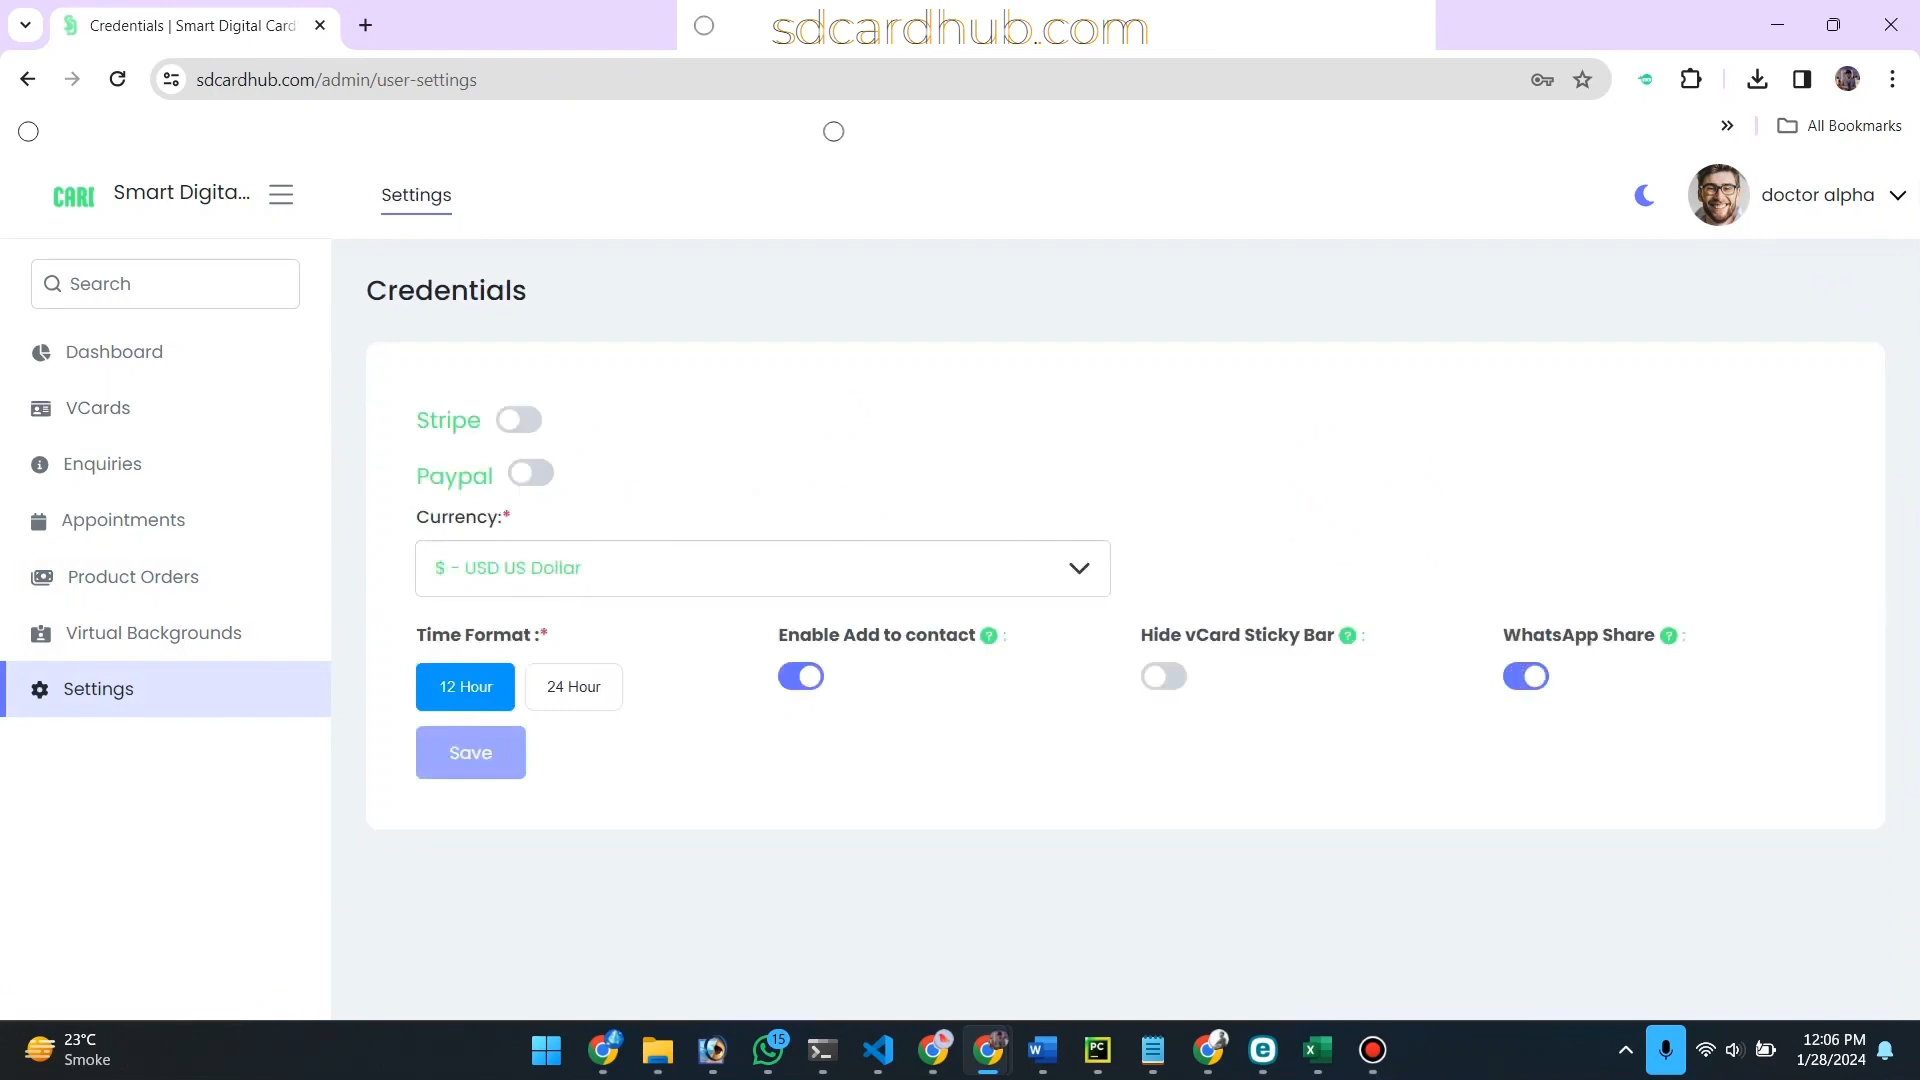 Credentials | Smart Digital Card
sdcardhub.com
sdcardhub.com/admin/user-settings
All Bookmarks
CARD
Smart Digita...
Settings
doctor alpha
Search
Credentials
Dashboard
VCards
Enquiries
Appointments
Product Orders
Virtual Backgrounds
Settings
Stripe
Paypal
Currency:*
$ - USD US Dollar
Time Format :*
Enable Add to contact ? :
Hide vCard Sticky Bar ? :
WhatsApp Share ? :
12 Hour
24 Hour
Save
23°C
Smoke
15
W
PC
e
X
12:06 PM
1/28/2024